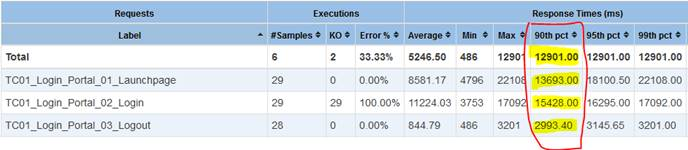 Requests Executions Response Times (ms)
Label #Samples KO Error % Average Min Max 90th pct 95th pct 99th pct
Total 6 2 33.33% 5246.50 486 12901 12901.00 12901.00 12901.00
TC01_Login_Portal_01_Launchpage 29 0 0.00% 8581.17 4796 22108 13693.00 18100.50 22108.00
TC01_Login_Portal_02_Login 29 29 100.00% 11224.03 3753 17092 15428.00 16295.00 17092.00
TC01_Login_Portal_03_Logout 28 0 0.00% 844.79 486 3201 2993.40 3145.65 3201.00